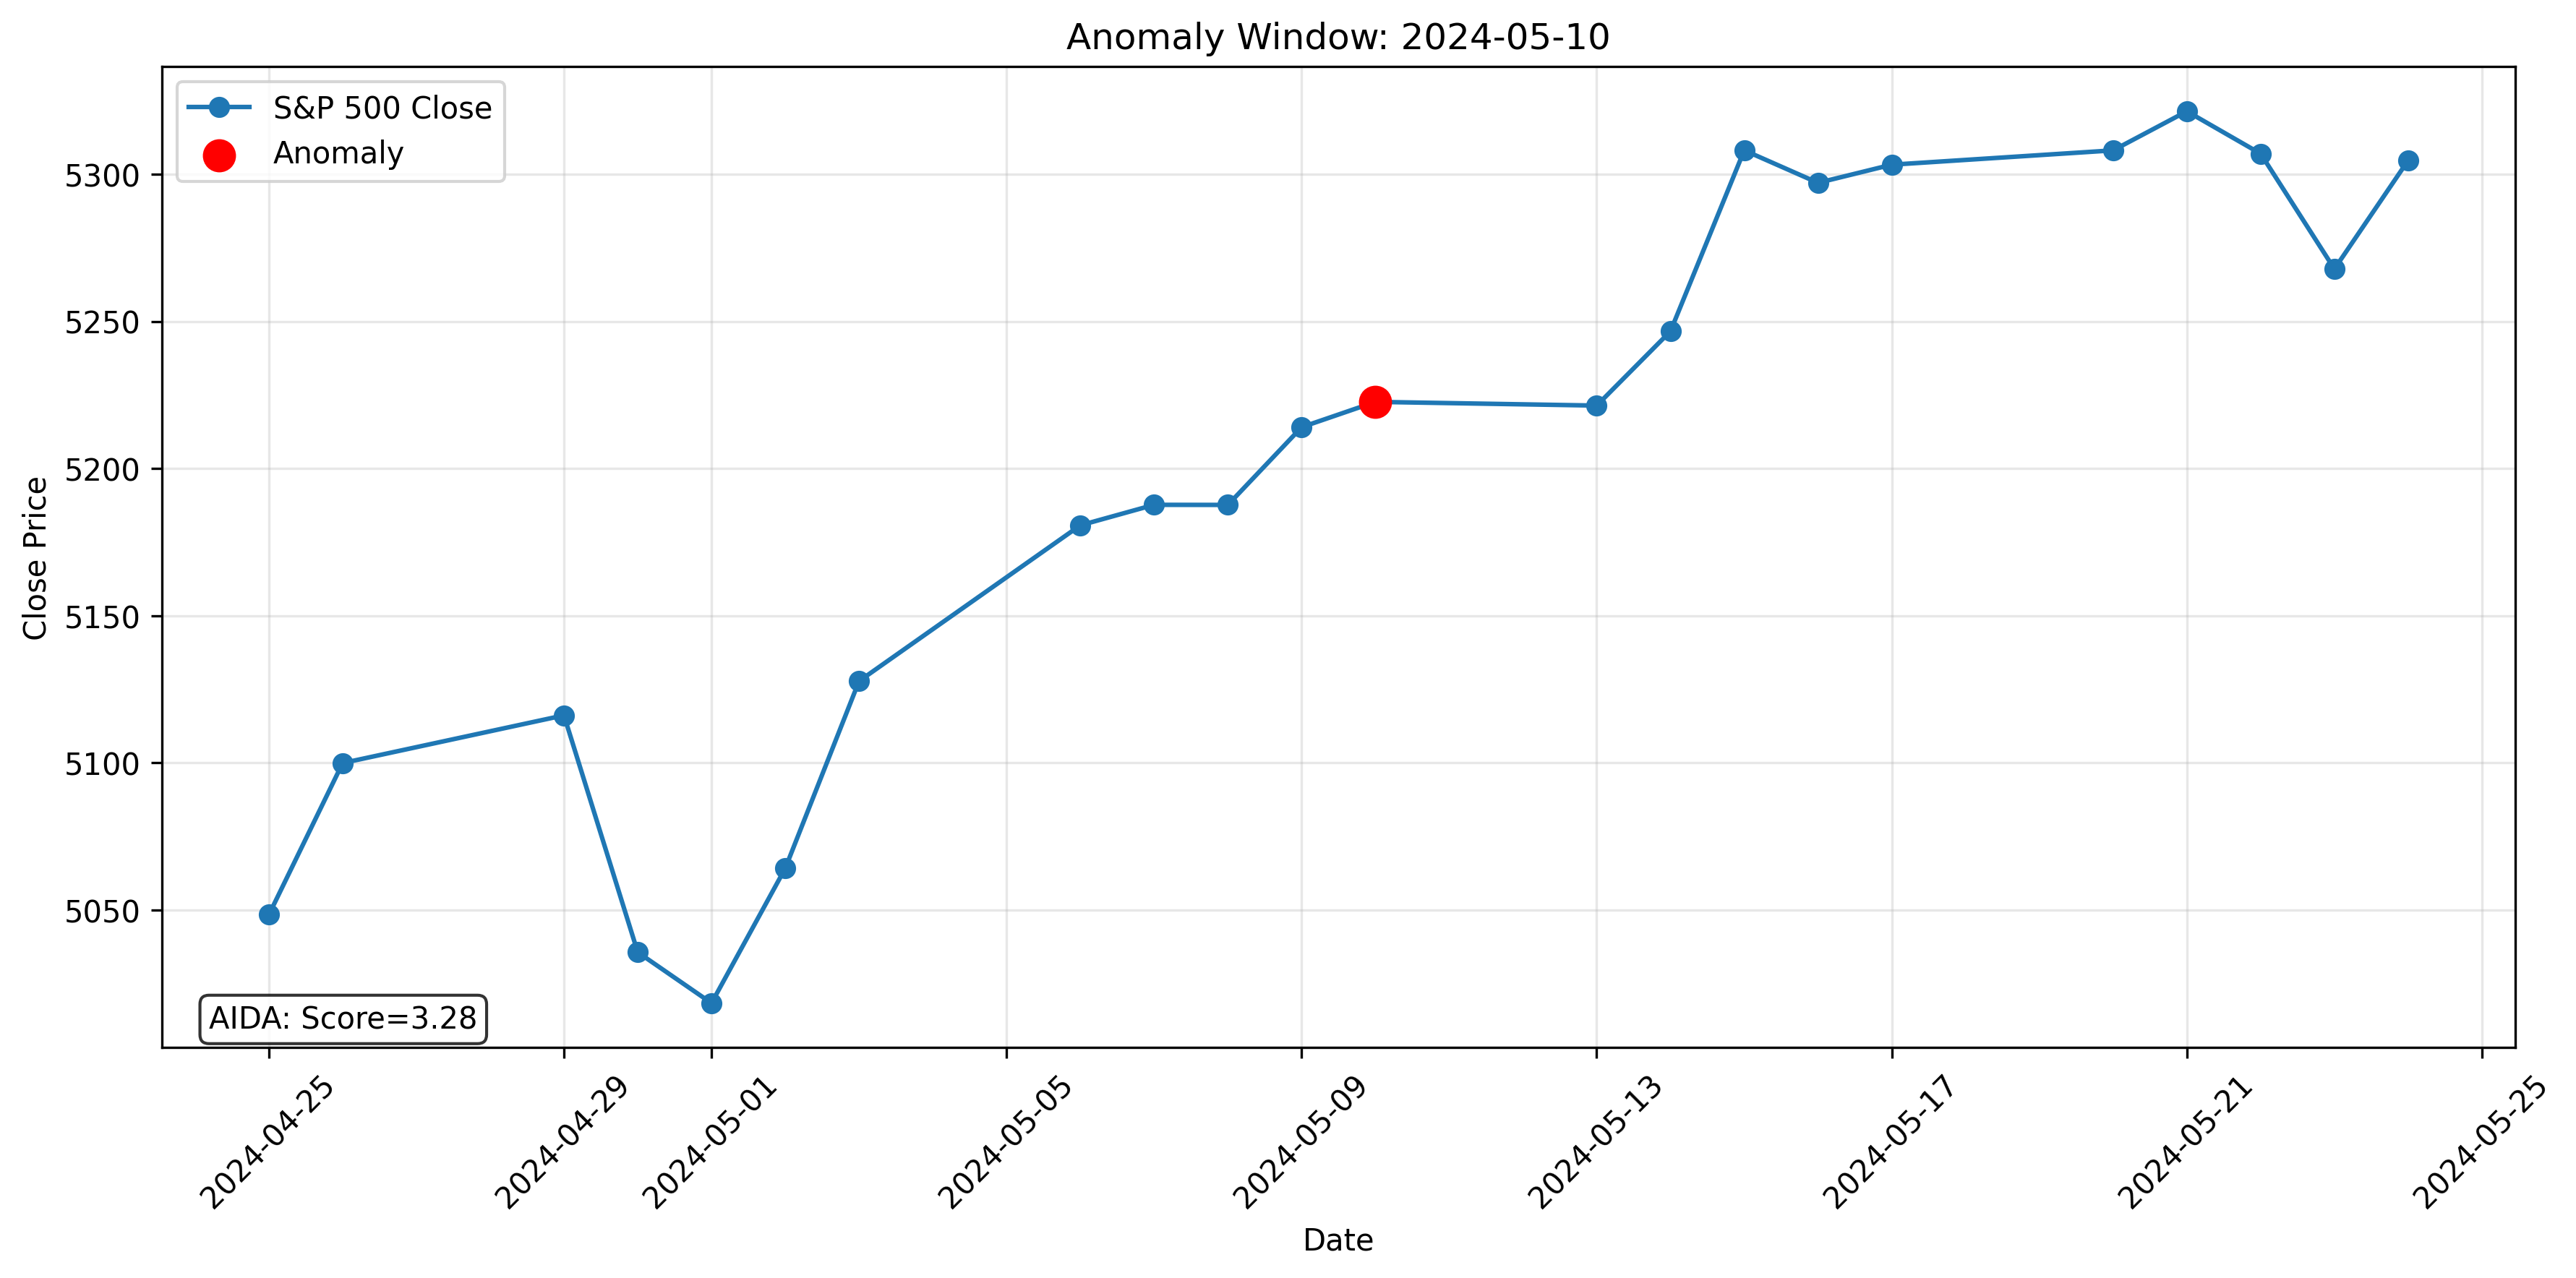 Anomaly Window: 2024-05-10
S&P 500 Close
Anomaly
5300
5250
5200
5150
5100
5050
Close Price
AIDA: Score=3.28
2024-04-25
2024-04-29
2024-05-01
2024-05-05
2024-05-09
2024-05-13
2024-05-17
2024-05-21
2024-05-25
Date